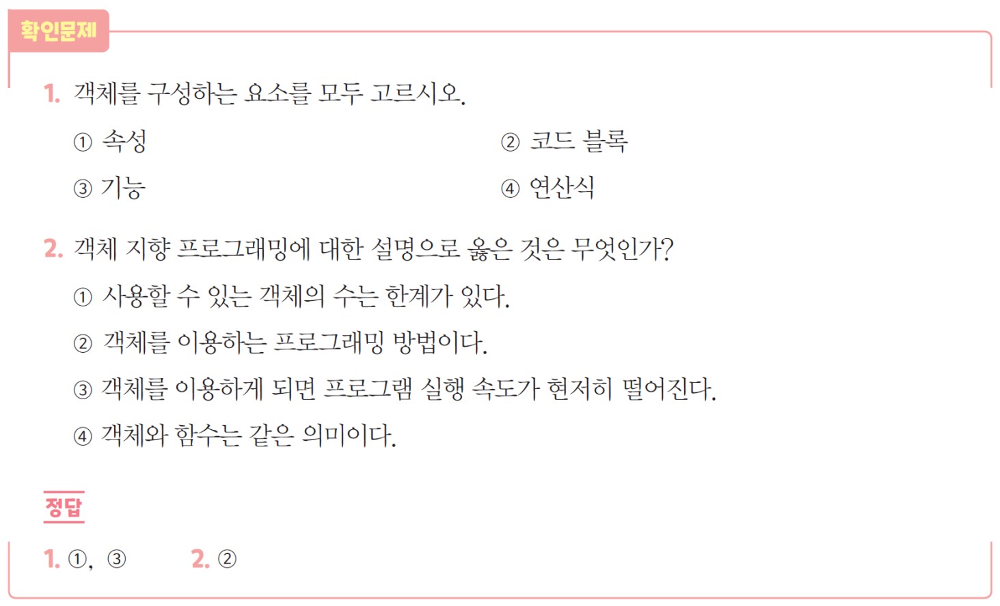 확인문제
1. 객체를 구성하는 요소를 모두 고르시오.
① 속성 ② 코드 블록
③ 기능 ④ 연산식
2. 객체 지향 프로그래밍에 대한 설명으로 옳은 것은 무엇인가?
① 사용할 수 있는 객체의 수는 한계가 있다.
② 객체를 이용하는 프로그래밍 방법이다.
③ 객체를 이용하게 되면 프로그램 실행 속도가 현저히 떨어진다.
④ 객체와 함수는 같은 의미이다.
정답
1. ①, ③ 2. ②